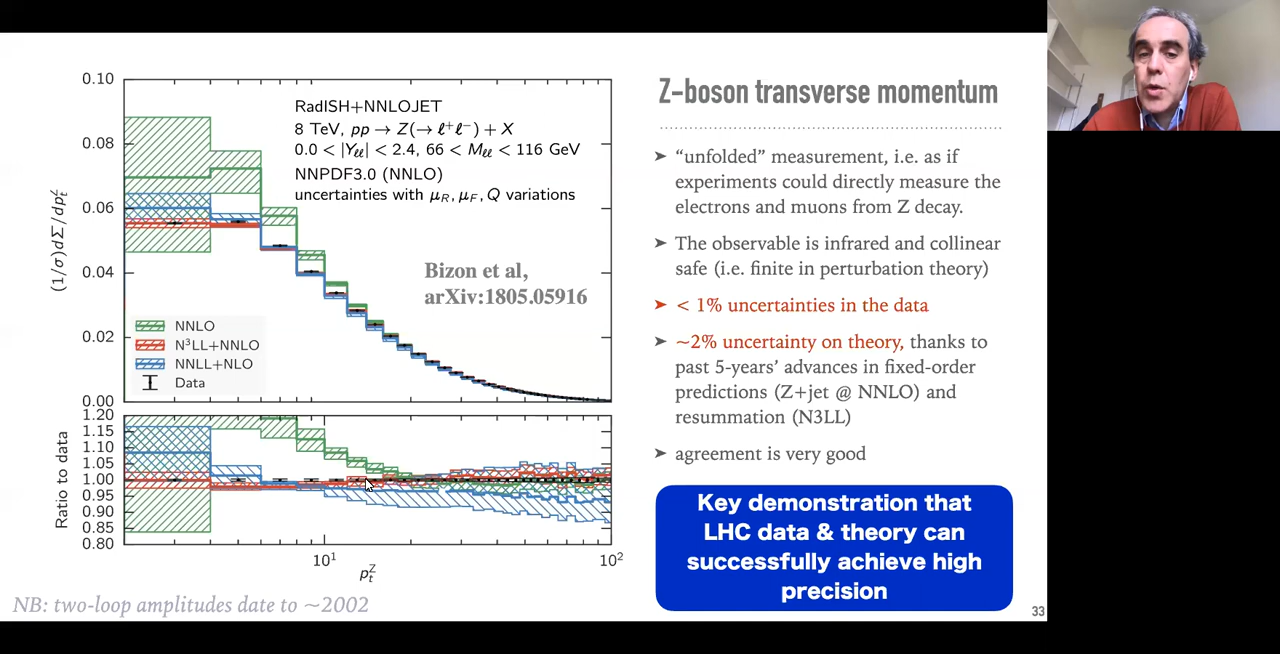 0.10
0.08
0.06
0.04
0.02
0.00
(1/σ)dΣ/dp_t^Z
RadISH+NNLOJET
8 TeV, pp → Z(→ ℓ⁺ℓ⁻) + X
0.0 < |Y_ℓℓ| < 2.4, 66 < M_ℓℓ < 116 GeV
NNPDF3.0 (NNLO)
uncertainties with μ_R, μ_F, Q variations
Bizon et al,
arXiv:1805.05916
NNLO
N³LL+NNLO
NNLL+NLO
Data
1.20
1.15
1.10
1.05
1.00
0.95
0.90
0.85
0.80
Ratio to data
10¹
10²
p_t^Z
NB: two-loop amplitudes date to ~2002
Z-boson transverse momentum
➤ “unfolded” measurement, i.e. as if
experiments could directly measure the
electrons and muons from Z decay.
➤ The observable is infrared and collinear
safe (i.e. finite in perturbation theory)
➤ < 1% uncertainties in the data
➤ ~2% uncertainty on theory, thanks to
past 5-years’ advances in fixed-order
predictions (Z+jet @ NNLO) and
resummation (N3LL)
➤ agreement is very good
Key demonstration that
LHC data & theory can
successfully achieve high
precision
33